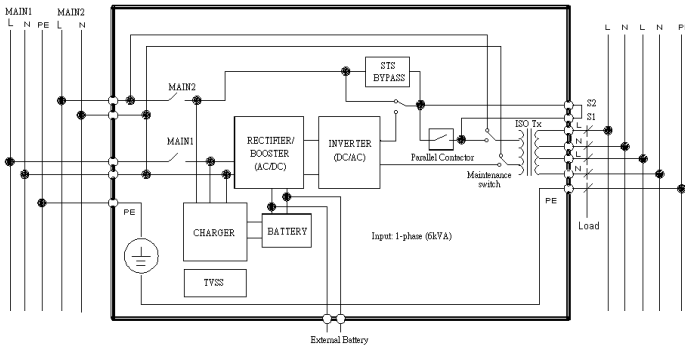 MAIN1 MAIN2
L N PE L N
L N L N P
MAIN2
STS
BYPASS
S2
S1
MAIN1
RECTIFIER/
BOOSTER
(AC/DC)
INVERTER
(DC/AC)
Parallel Contactor
ISO Tx
L
N
L
N
Maintenance
switch
PE
PE
Load
CHARGER
BATTERY
Input: 1-phase (6kVA)
TVSS
External Battery